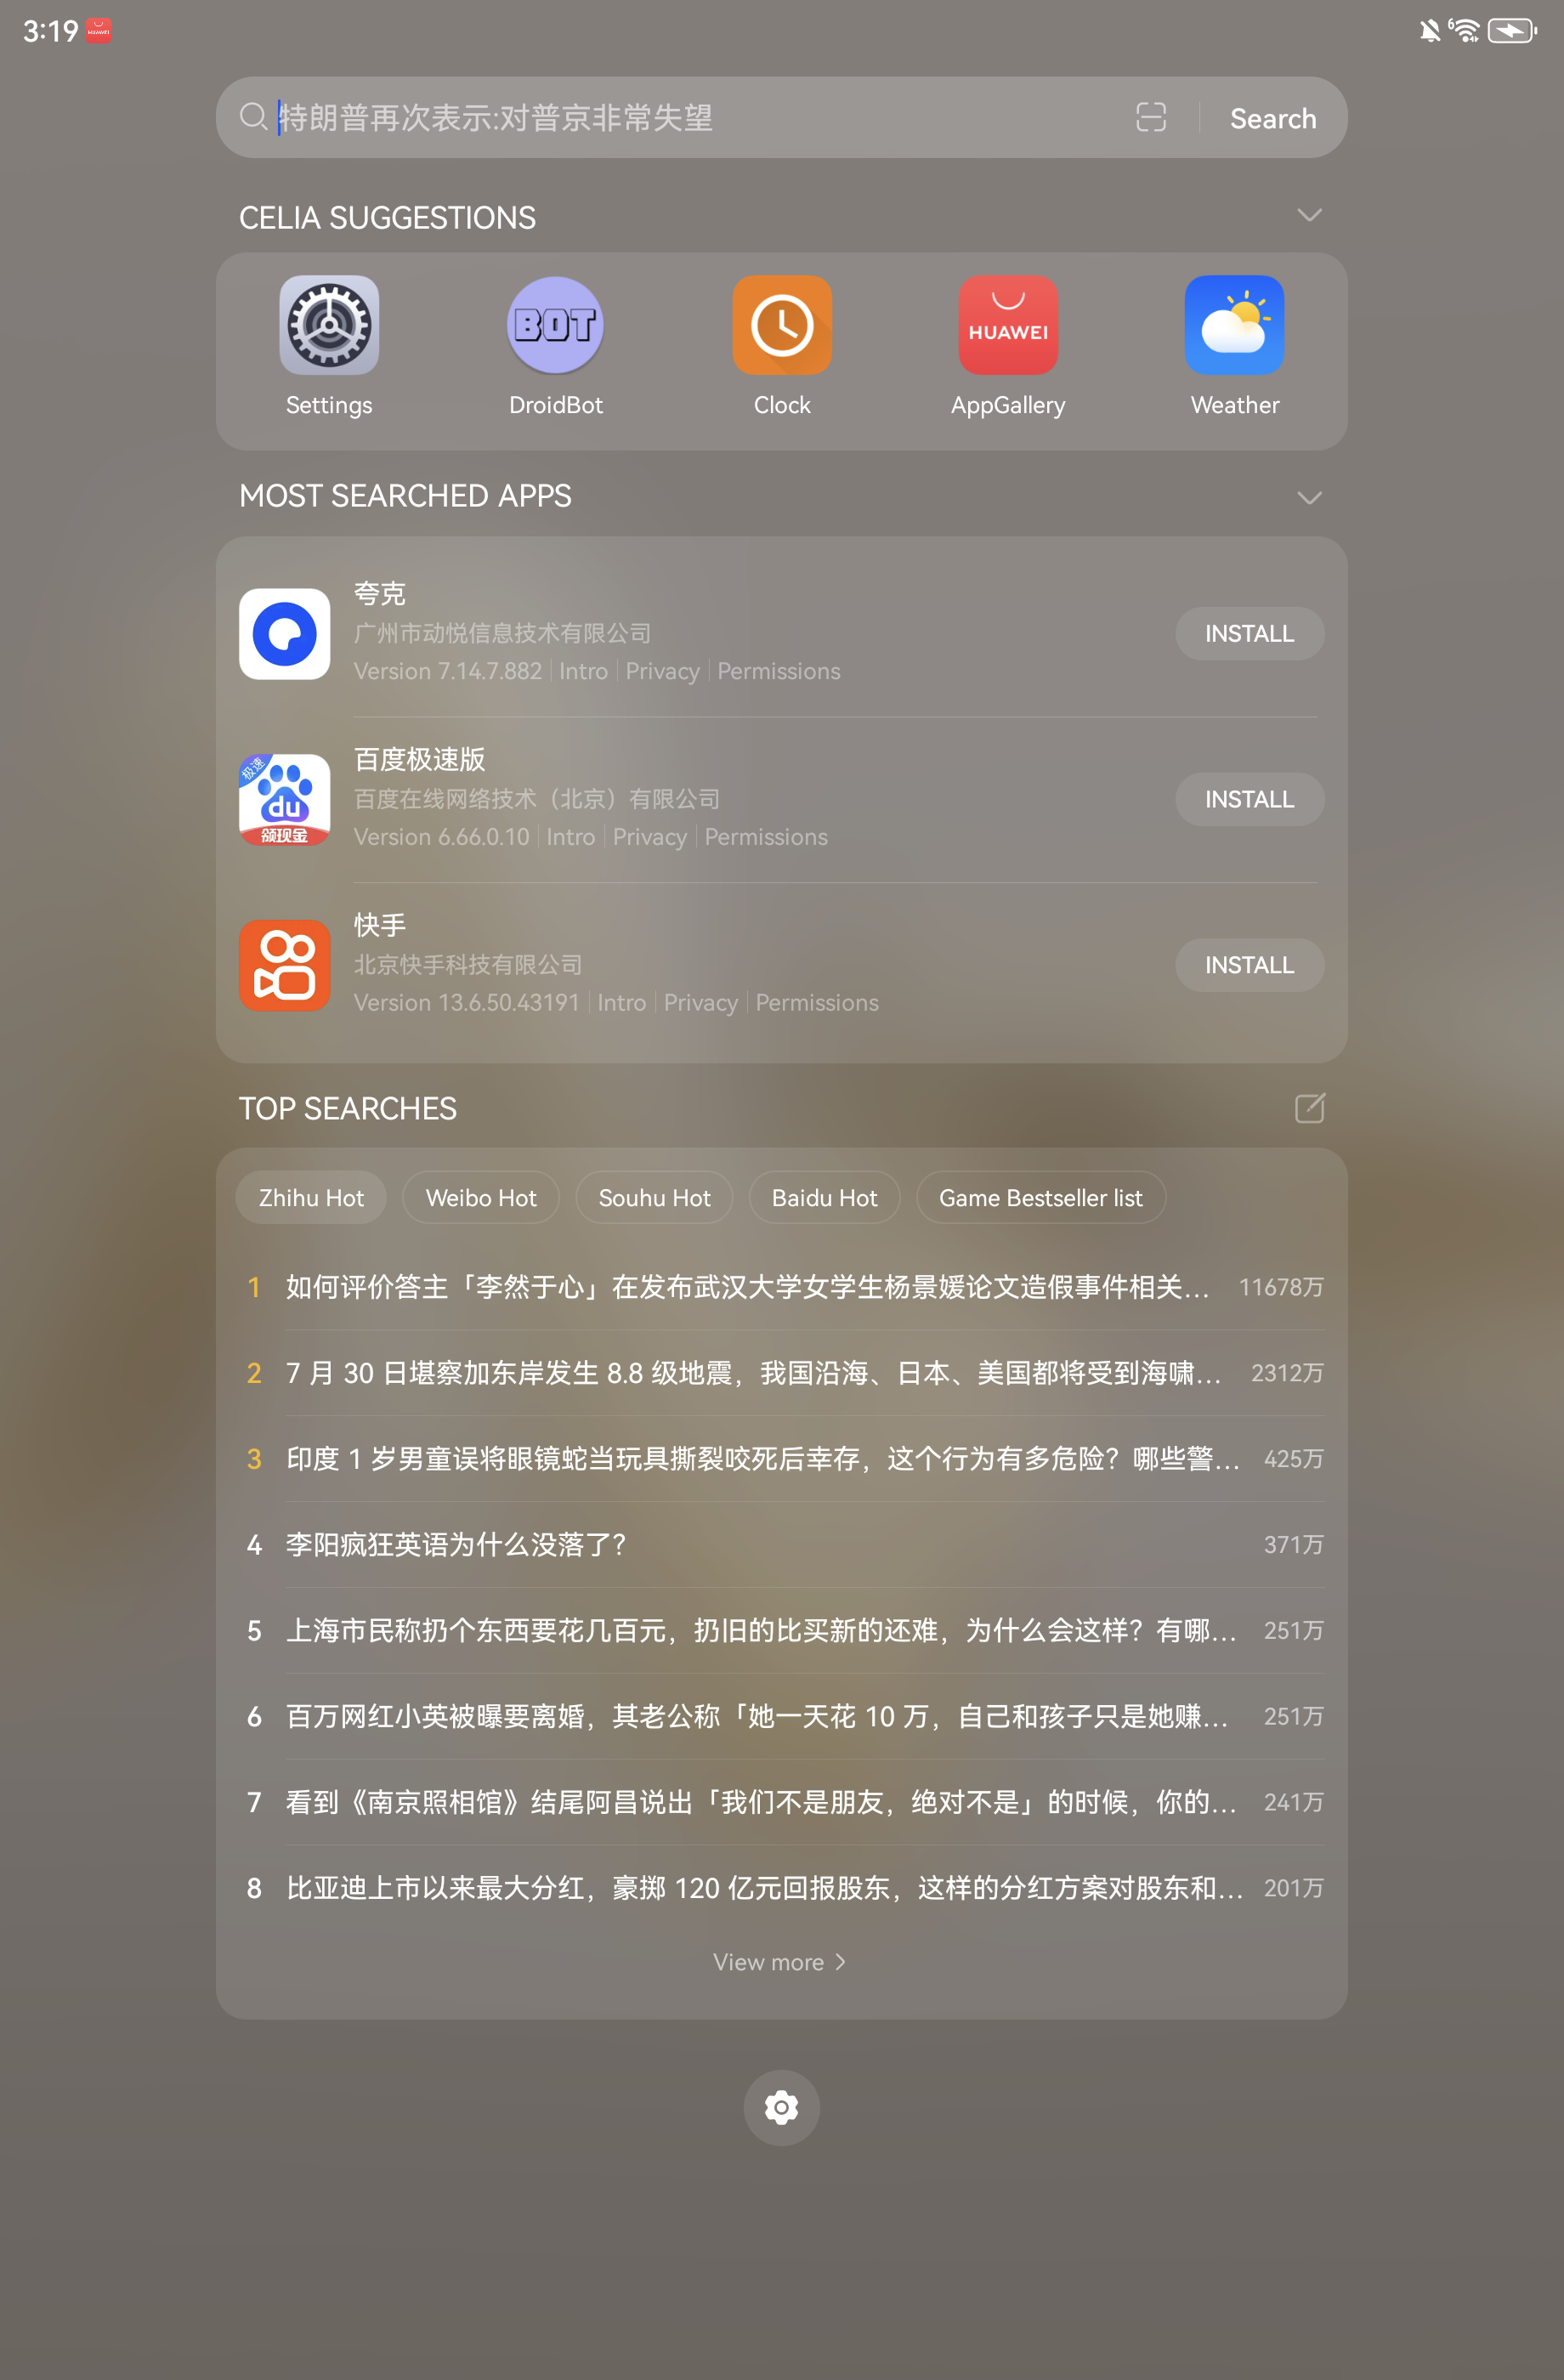 3:19
HUAWEI
6
特朗普再次表示:对普京非常失望
Search
CELIA SUGGESTIONS
BOT
HUAWEI
Settings
DroidBot
Clock
AppGallery
Weather
MOST SEARCHED APPS
夸克
广州市动悦信息技术有限公司
Version 7.14.7.882 Intro Privacy Permissions
INSTALL
极速
du
领现金
百度极速版
百度在线网络技术（北京）有限公司
Version 6.66.0.10 Intro Privacy Permissions
INSTALL
快手
北京快手科技有限公司
Version 13.6.50.43191 Intro Privacy Permissions
INSTALL
TOP SEARCHES
Zhihu Hot
Weibo Hot
Souhu Hot
Baidu Hot
Game Bestseller list
1 如何评价答主「李然于心」在发布武汉大学女学生杨景媛论文造假事件相关... 11678万
2 7 月 30 日堪察加东岸发生 8.8 级地震，我国沿海、日本、美国都将受到海啸... 2312万
3 印度 1 岁男童误将眼镜蛇当玩具撕裂咬死后幸存，这个行为有多危险？哪些警... 425万
4 李阳疯狂英语为什么没落了？ 371万
5 上海市民称扔个东西要花几百元，扔旧的比买新的还难，为什么会这样？有哪... 251万
6 百万网红小英被曝要离婚，其老公称「她一天花 10 万，自己和孩子只是她赚... 251万
7 看到《南京照相馆》结尾阿昌说出「我们不是朋友，绝对不是」的时候，你的... 241万
8 比亚迪上市以来最大分红，豪掷 120 亿元回报股东，这样的分红方案对股东和... 201万
View more